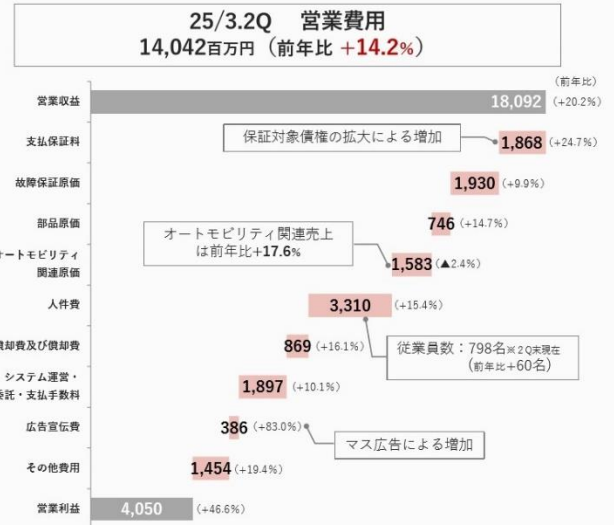 25/3.2Q 営業費用
14,042百万円（前年比 +14.2%）
（前年比）
営業収益 18,092 (+20.2%)
保証対象債権の拡大による増加
支払保証料 1,868 (+24.7%)
故障保証原価 1,930 (+9.9%)
部品原価 746 (+14.7%)
オートモビリティ関連売上
は前年比+17.6%
ートモビリティ
関連原価 1,583 (▲2.4%)
人件費 3,310 (+15.4%)
従業員数：798名※2Q末現在
（前年比+60名）
却費及び償却費 869 (+16.1%)
システム運営・
託・支払手数料 1,897 (+10.1%)
広告宣伝費 386 (+83.0%)
マス広告による増加
その他費用 1,454 (+19.4%)
営業利益 4,050 (+46.6%)